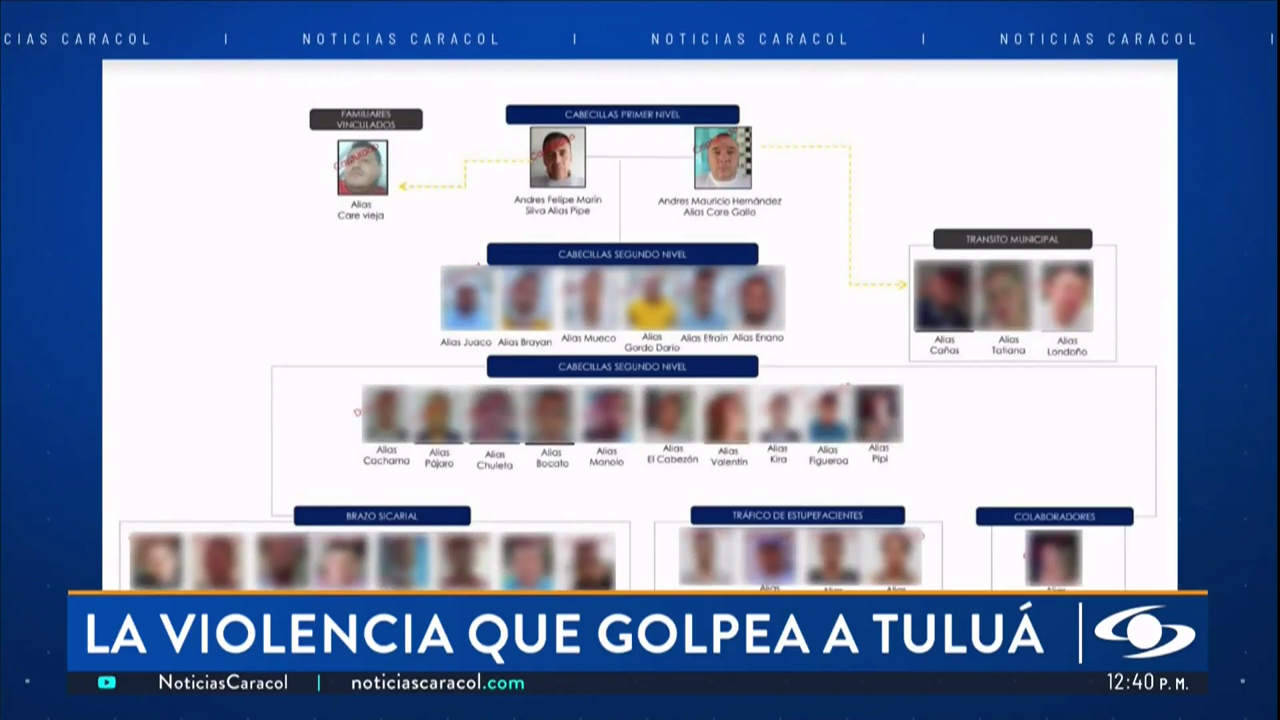 CIAS CARACOL | NOTICIAS CARACOL | NOTICIAS CARACOL | NOTICIAS CARACOL
FAMILIARES
VINCULADOS
CABECILLAS PRIMER NIVEL
Alias
Care vieja
Andres Felipe Marin
Silva Alias Pipe
Andres Mauricio Hernández
Alias Care Gallo
TRANSITO MUNICIPAL
Alias
Cañas
Alias
Tatiana
Alias
Londoño
CABECILLAS SEGUNDO NIVEL
Alias Juaco
Alias Brayan
Alias Mueco
Alias
Gordo Dario
Alias Efraín
Alias Enano
CABECILLAS SEGUNDO NIVEL
Alias
Cachama
Alias
Pájaro
Alias
Chuleta
Alias
Bocato
Alias
Manolo
Alias
El Cabezón
Alias
Valentín
Alias
Kira
Alias
Figueroa
Alias
Pipi
BRAZO SICARIAL
TRÁFICO DE ESTUPEFACIENTES
COLABORADORES
LA VIOLENCIA QUE GOLPEA A TULUÁ
NoticiasCaracol | noticiascaracol.com
12:40 P. M.